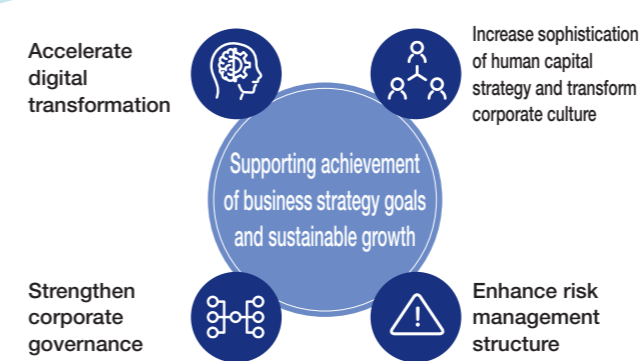 Accelerate
digital
transformation
Increase sophistication
of human capital
strategy and transform
corporate culture
Supporting achievement
of business strategy goals
and sustainable growth
Strengthen
corporate
governance
Enhance risk
management
structure